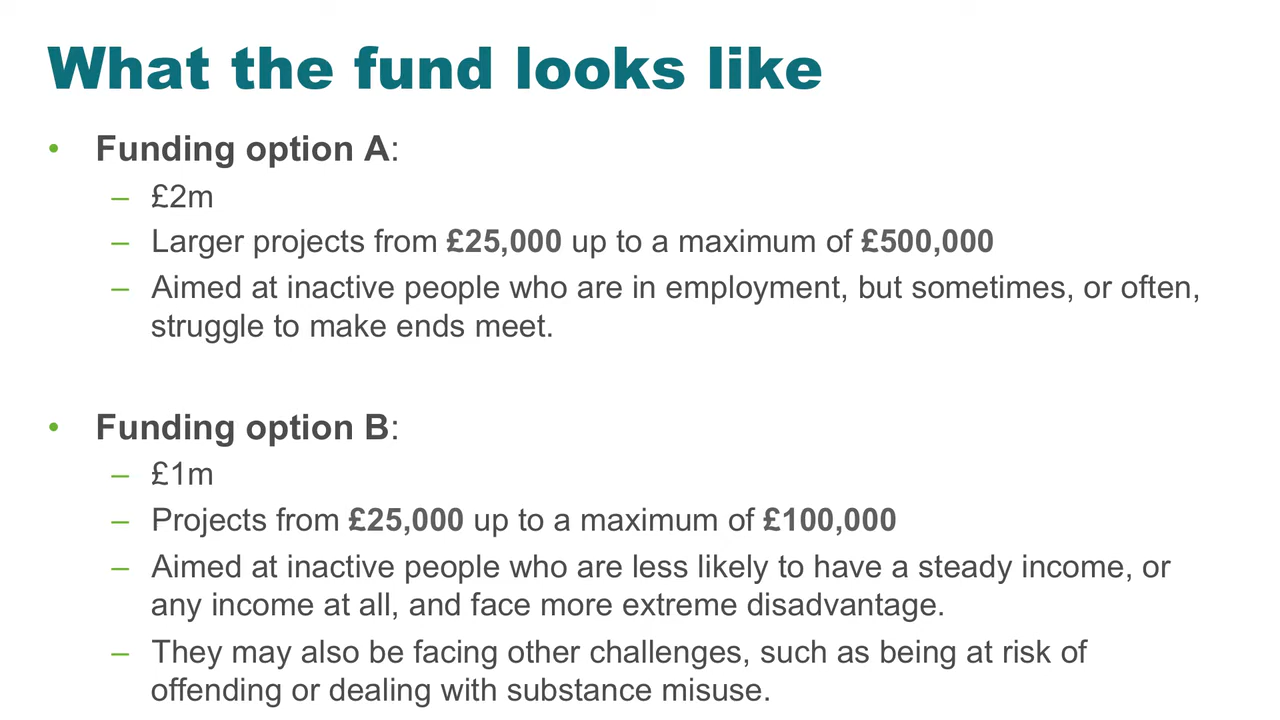 What the fund looks like
• Funding option A:
– £2m
– Larger projects from £25,000 up to a maximum of £500,000
– Aimed at inactive people who are in employment, but sometimes, or often,
struggle to make ends meet.
• Funding option B:
– £1m
– Projects from £25,000 up to a maximum of £100,000
– Aimed at inactive people who are less likely to have a steady income, or
any income at all, and face more extreme disadvantage.
– They may also be facing other challenges, such as being at risk of
offending or dealing with substance misuse.